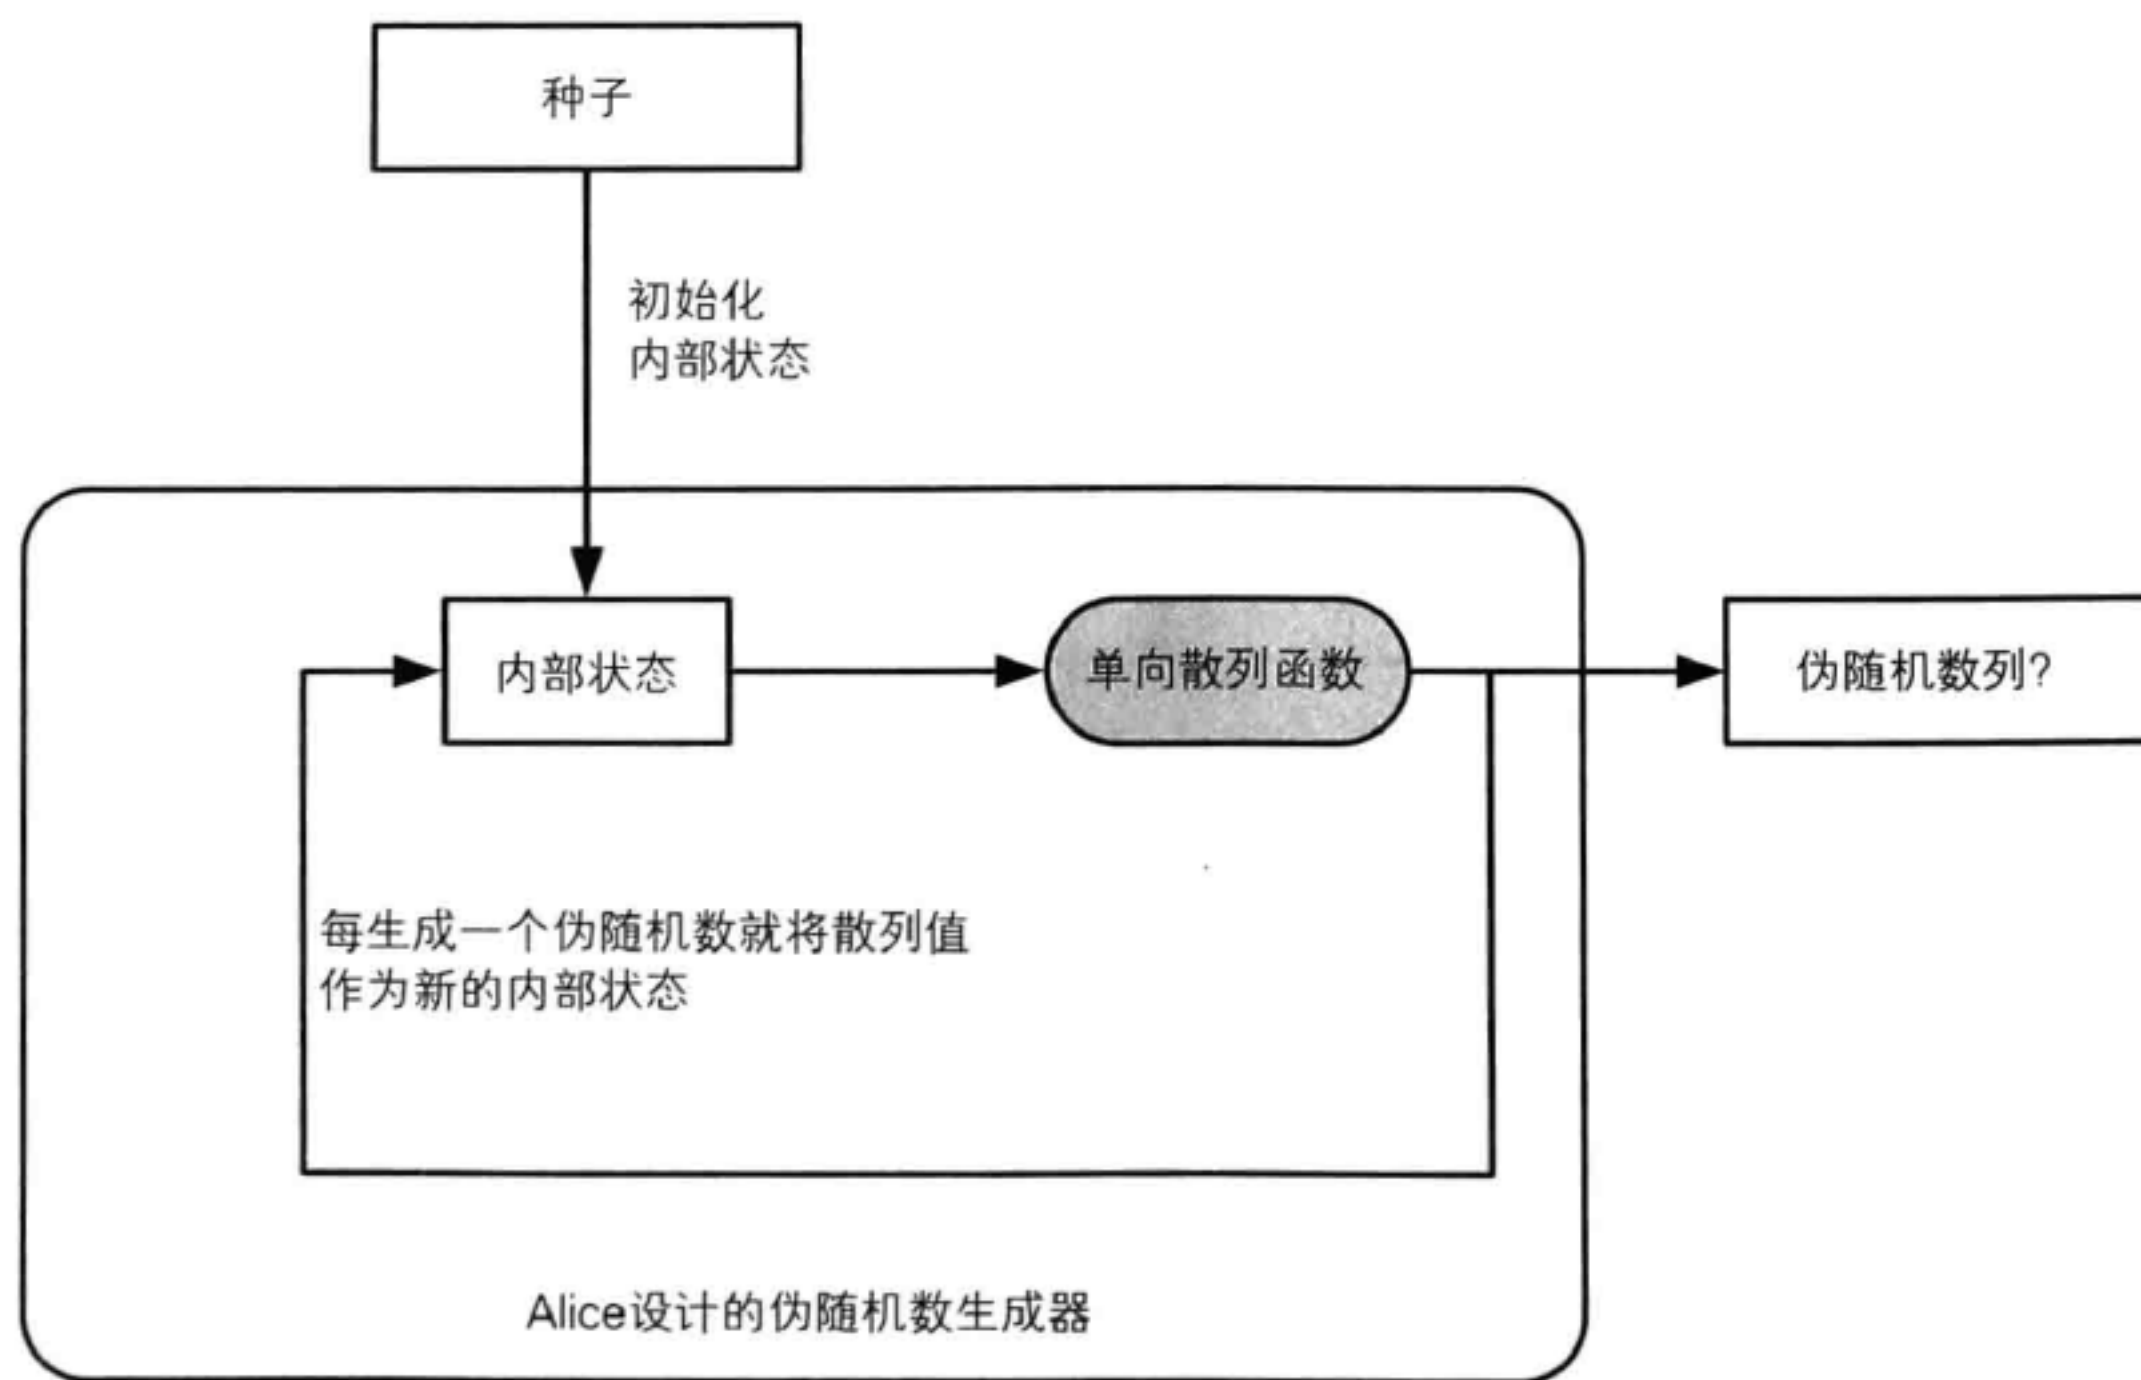 种子
初始化
内部状态
内部状态
单向散列函数
伪随机数列?
每生成一个伪随机数就将散列值
作为新的内部状态
Alice设计的伪随机数生成器